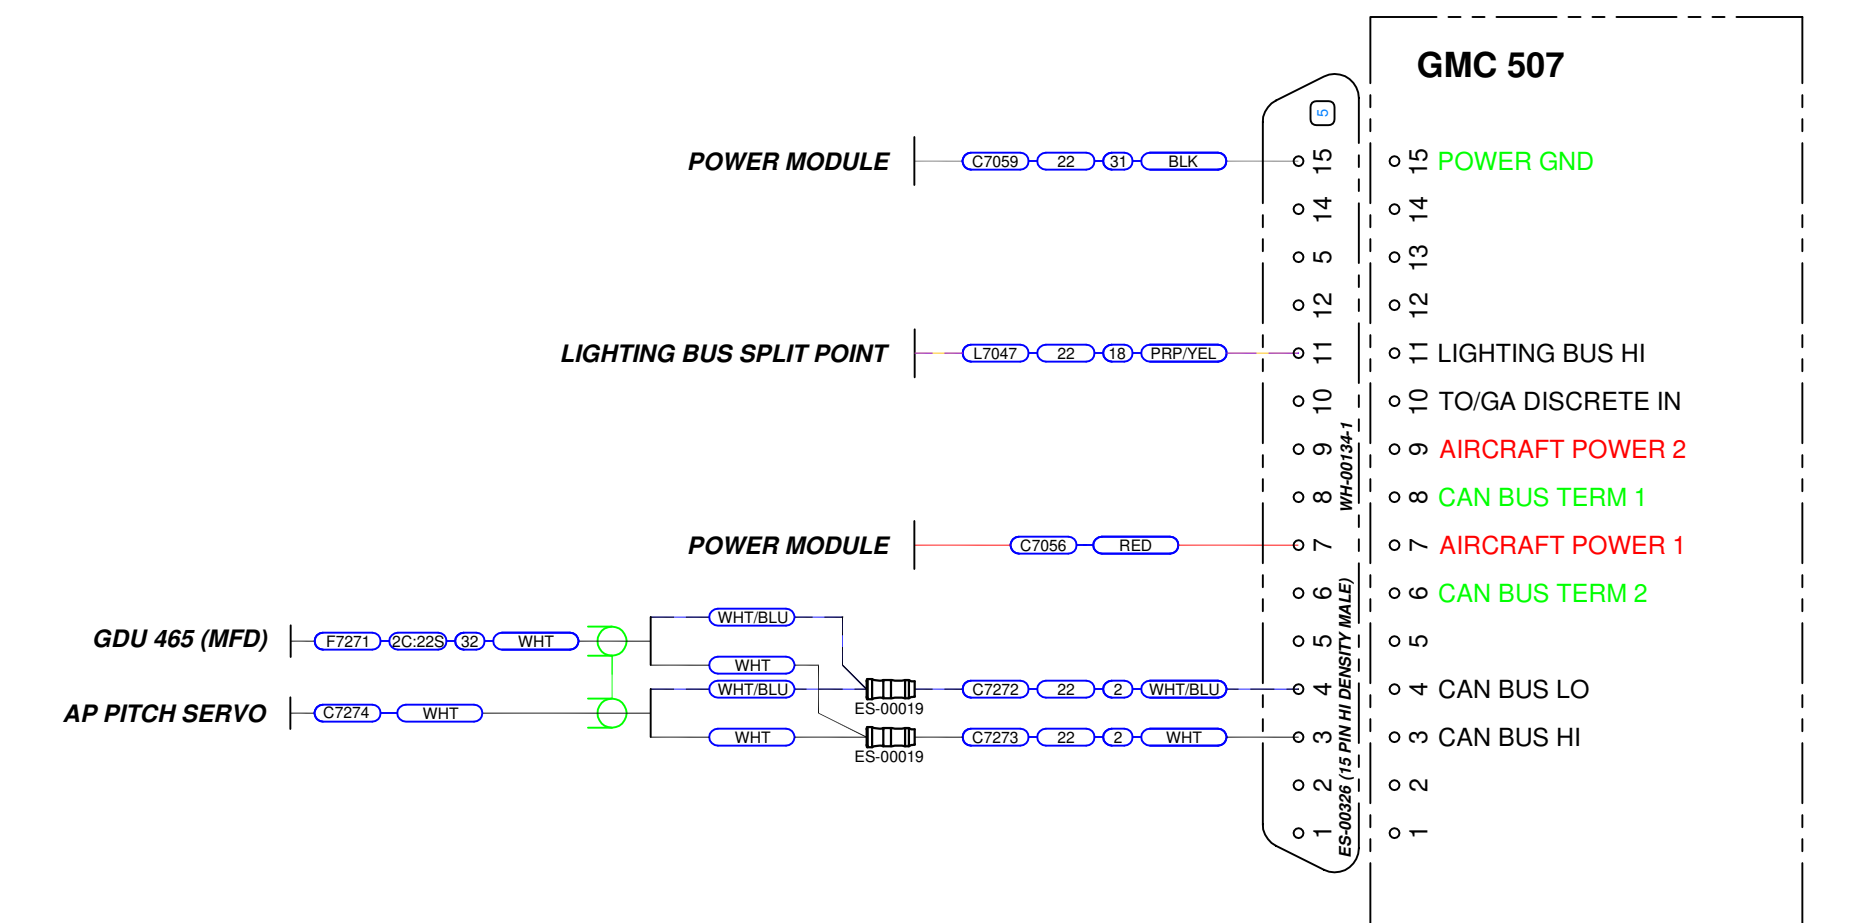 GMC 507
5
POWER MODULE C7059 22 31 BLK 15 15 POWER GND
14 14
5 13
12 12
LIGHTING BUS SPLIT POINT L7047 22 18 PRP/YEL 11 11 LIGHTING BUS HI
10 10 TO/GA DISCRETE IN
9 9 AIRCRAFT POWER 2
8 8 CAN BUS TERM 1
POWER MODULE C7056 RED 7 7 AIRCRAFT POWER 1
6 6 CAN BUS TERM 2
WHT/BLU
GDU 465 (MFD) F7271 2C:22S 32 WHT 5 5
WHT
WHT/BLU C7272 22 2 WHT/BLU 4 4 CAN BUS LO
ES-00019
AP PITCH SERVO C7274 WHT
WHT C7273 22 2 WHT 3 3 CAN BUS HI
ES-00019
2 2
1 1
WH-00134-1
ES-00326 (15 PIN HI DENSITY MALE)